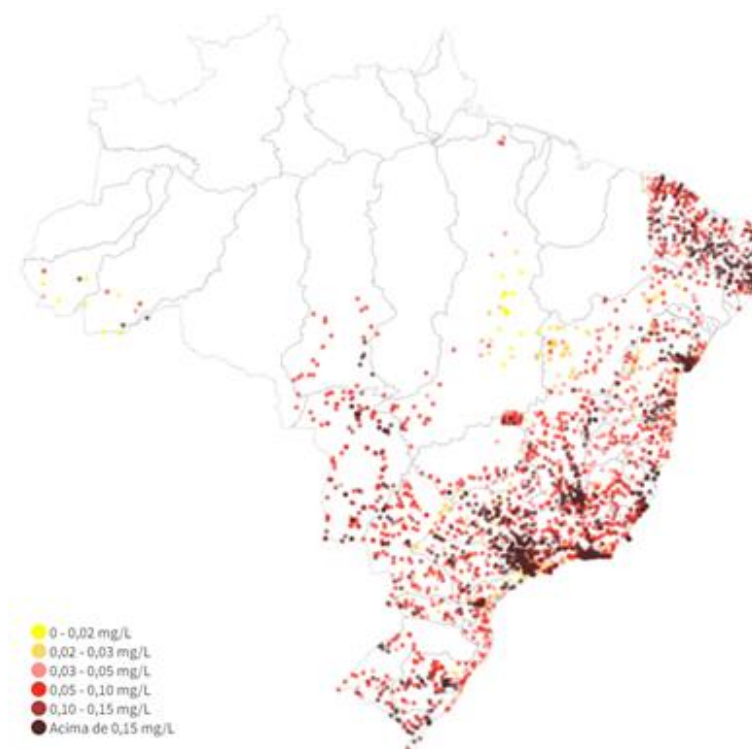 0 - 0,02 mg/L
0,02 - 0,03 mg/L
0,03 - 0,05 mg/L
0,05 - 0,10 mg/L
0,10 - 0,15 mg/L
Acima de 0,15 mg/L